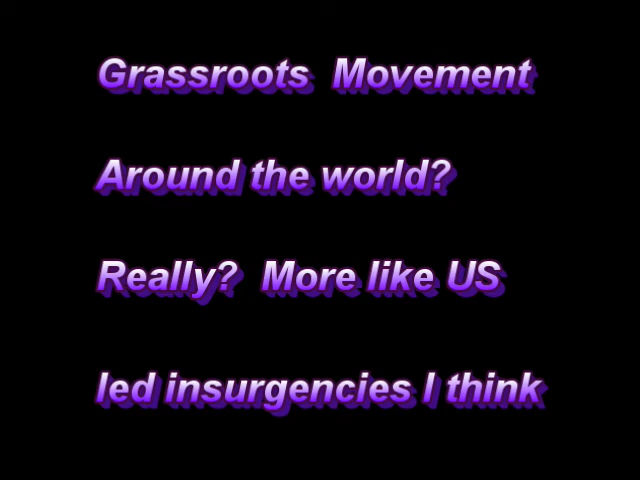 Grassroots Movement
Around the world?
Really? More like US
led insurgencies I think